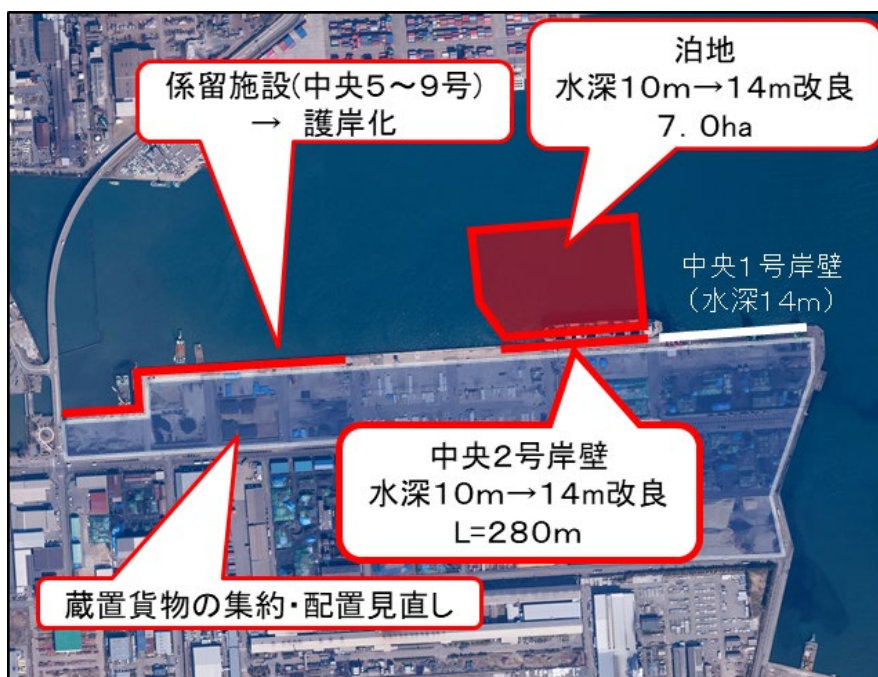 係留施設(中央5～9号)
→ 護岸化
泊地
水深10m→14m改良
7.0ha
中央1号岸壁
(水深14m)
中央2号岸壁
水深10m→14m改良
L=280m
蔵置貨物の集約・配置見直し